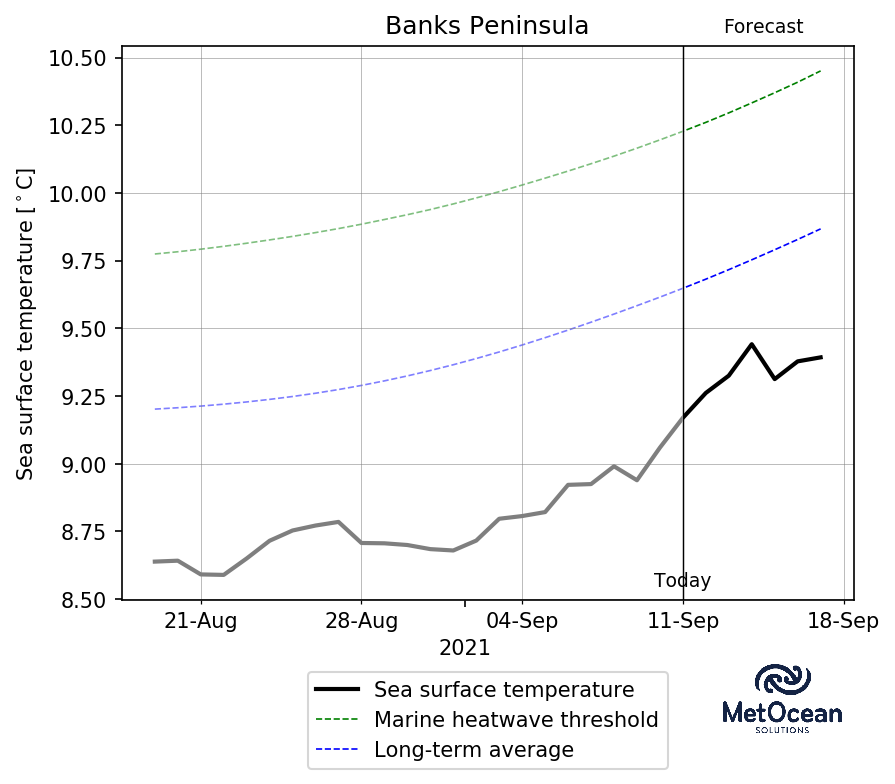 Banks Peninsula
Forecast
Sea surface temperature [°C]
10.50
10.25
10.00
9.75
9.50
9.25
9.00
8.75
8.50
Today
21-Aug 28-Aug 04-Sep 11-Sep 18-Sep
2021
Sea surface temperature
Marine heatwave threshold
Long-term average
MetOcean
SOLUTIONS